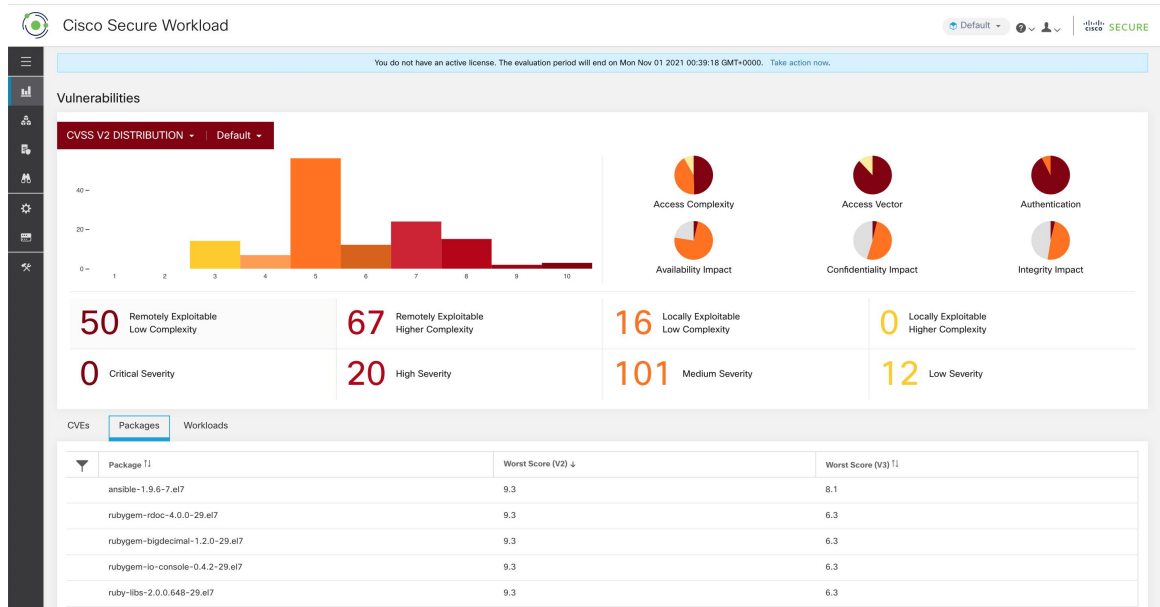 Cisco Secure Workload
Default
cisco SECURE
You do not have an active license. The evaluation period will end on Mon Nov 01 2021 00:39:18 GMT+0000. Take action now.
Vulnerabilities
CVSS V2 DISTRIBUTION | Default
40
20
0
1 2 3 4 5 6 7 8 9 10
Access Complexity
Access Vector
Authentication
Availability Impact
Confidentiality Impact
Integrity Impact
50 Remotely Exploitable
Low Complexity
67 Remotely Exploitable
Higher Complexity
16 Locally Exploitable
Low Complexity
0 Locally Exploitable
Higher Complexity
0 Critical Severity
20 High Severity
101 Medium Severity
12 Low Severity
CVEs Packages Workloads
Package ↑↓ Worst Score (V2) ↓ Worst Score (V3) ↑↓
ansible-1.9.6-7.el7 9.3 8.1
rubygem-rdoc-4.0.0-29.el7 9.3 6.3
rubygem-bigdecimal-1.2.0-29.el7 9.3 6.3
rubygem-io-console-0.4.2-29.el7 9.3 6.3
ruby-libs-2.0.0.648-29.el7 9.3 6.3